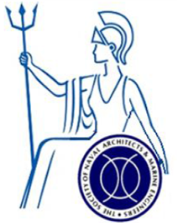 THE SOCIETY OF NAVAL ARCHITECTS & MARINE ENGINEERS